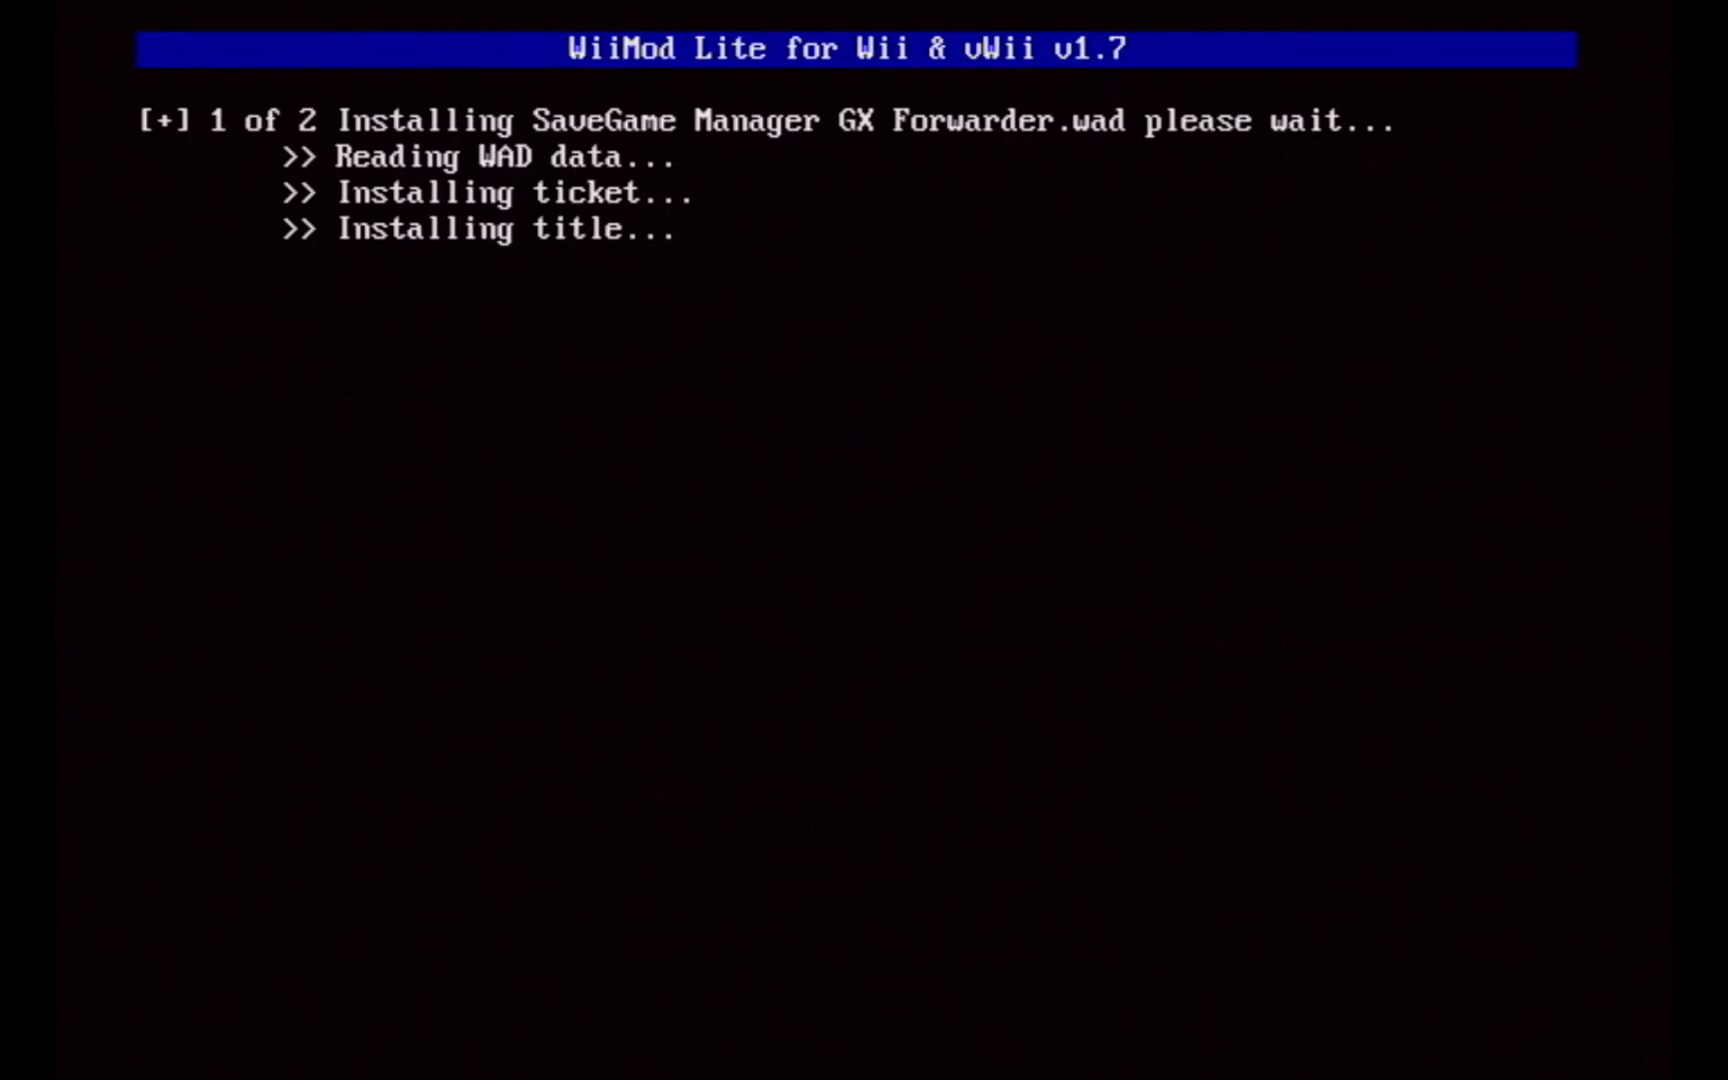 WiiMod Lite for Wii & vWii v1.7
[+] 1 of 2 Installing SaveGame Manager GX Forwarder.wad please wait...
>> Reading WAD data...
>> Installing ticket...
>> Installing title...